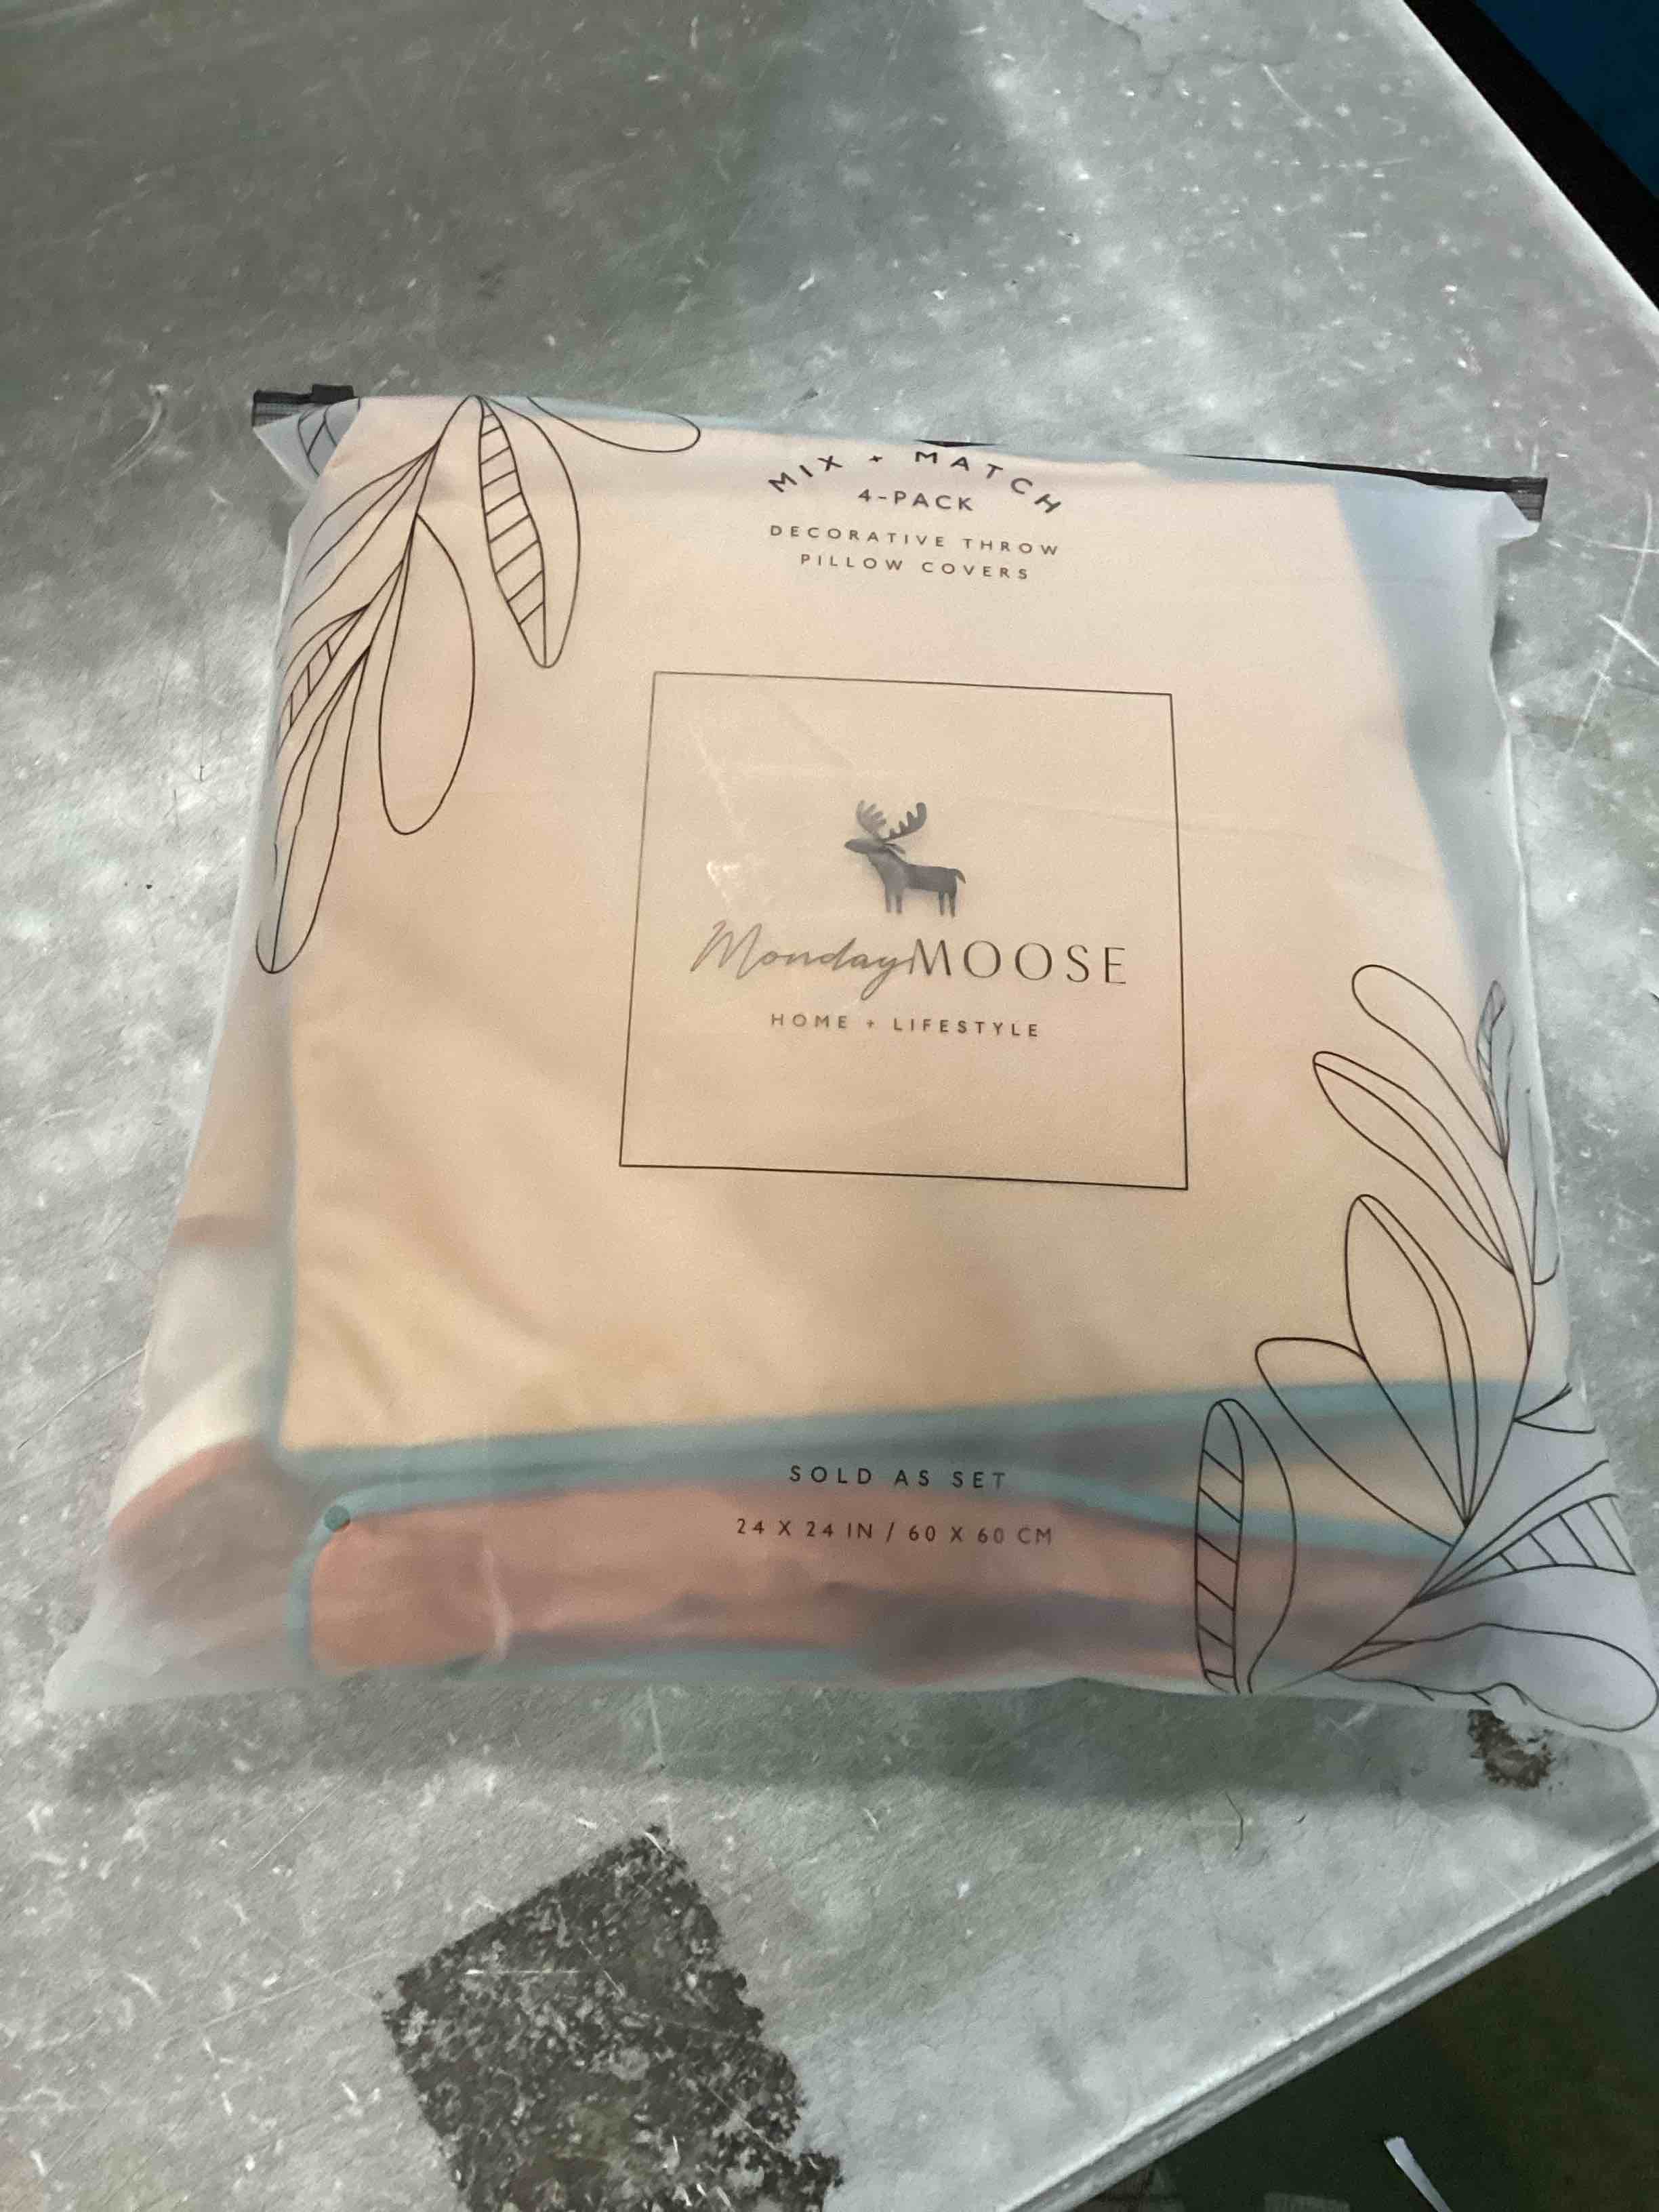 MIX + MATCH
4-PACK
DECORATIVE THROW
PILLOW COVERS
MondayMOOSE
HOME + LIFESTYLE
SOLD AS SET
24 X 24 IN / 60 X 60 CM